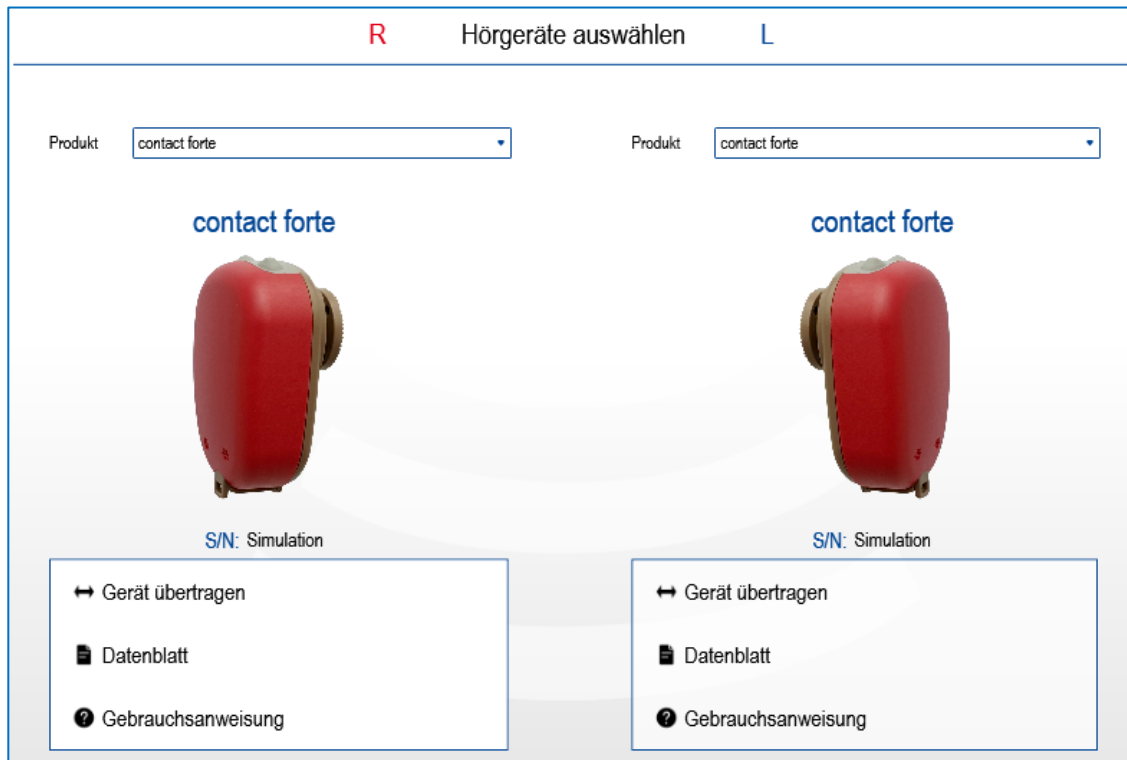 R Hörgeräte auswählen L
Produkt contact forte
Produkt contact forte
contact forte
contact forte
S/N: Simulation
S/N: Simulation
Gerät übertragen
Datenblatt
Gebrauchsanweisung
Gerät übertragen
Datenblatt
Gebrauchsanweisung